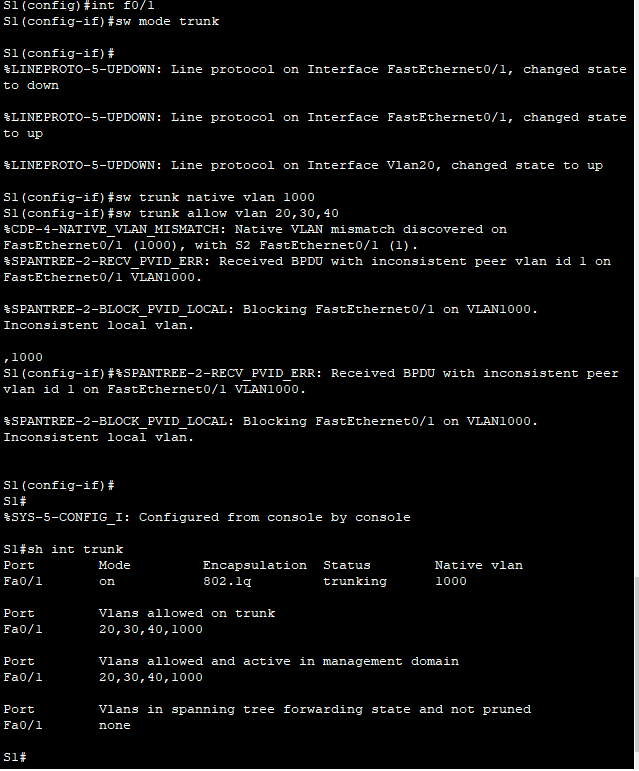 S1(config)#int f0/1
S1(config-if)#sw mode trunk
S1(config-if)#
%LINEPROTO-5-UPDOWN: Line protocol on Interface FastEthernet0/1, changed state
to down
%LINEPROTO-5-UPDOWN: Line protocol on Interface FastEthernet0/1, changed state
to up
%LINEPROTO-5-UPDOWN: Line protocol on Interface Vlan20, changed state to up
S1(config-if)#sw trunk native vlan 1000
S1(config-if)#sw trunk allow vlan 20,30,40
%CDP-4-NATIVE_VLAN_MISMATCH: Native VLAN mismatch discovered on
FastEthernet0/1 (1000), with S2 FastEthernet0/1 (1).
%SPANTREE-2-RECV_PVID_ERR: Received BPDU with inconsistent peer vlan id 1 on
FastEthernet0/1 VLAN1000.
%SPANTREE-2-BLOCK_PVID_LOCAL: Blocking FastEthernet0/1 on VLAN1000.
Inconsistent local vlan.
,1000
S1(config-if)#%SPANTREE-2-RECV_PVID_ERR: Received BPDU with inconsistent peer
vlan id 1 on FastEthernet0/1 VLAN1000.
%SPANTREE-2-BLOCK_PVID_LOCAL: Blocking FastEthernet0/1 on VLAN1000.
Inconsistent local vlan.
S1(config-if)#
S1#
%SYS-5-CONFIG_I: Configured from console by console
S1#sh int trunk
Port Mode Encapsulation Status Native vlan
Fa0/1 on 802.1q trunking 1000
Port Vlans allowed on trunk
Fa0/1 20,30,40,1000
Port Vlans allowed and active in management domain
Fa0/1 20,30,40,1000
Port Vlans in spanning tree forwarding state and not pruned
Fa0/1 none
S1#